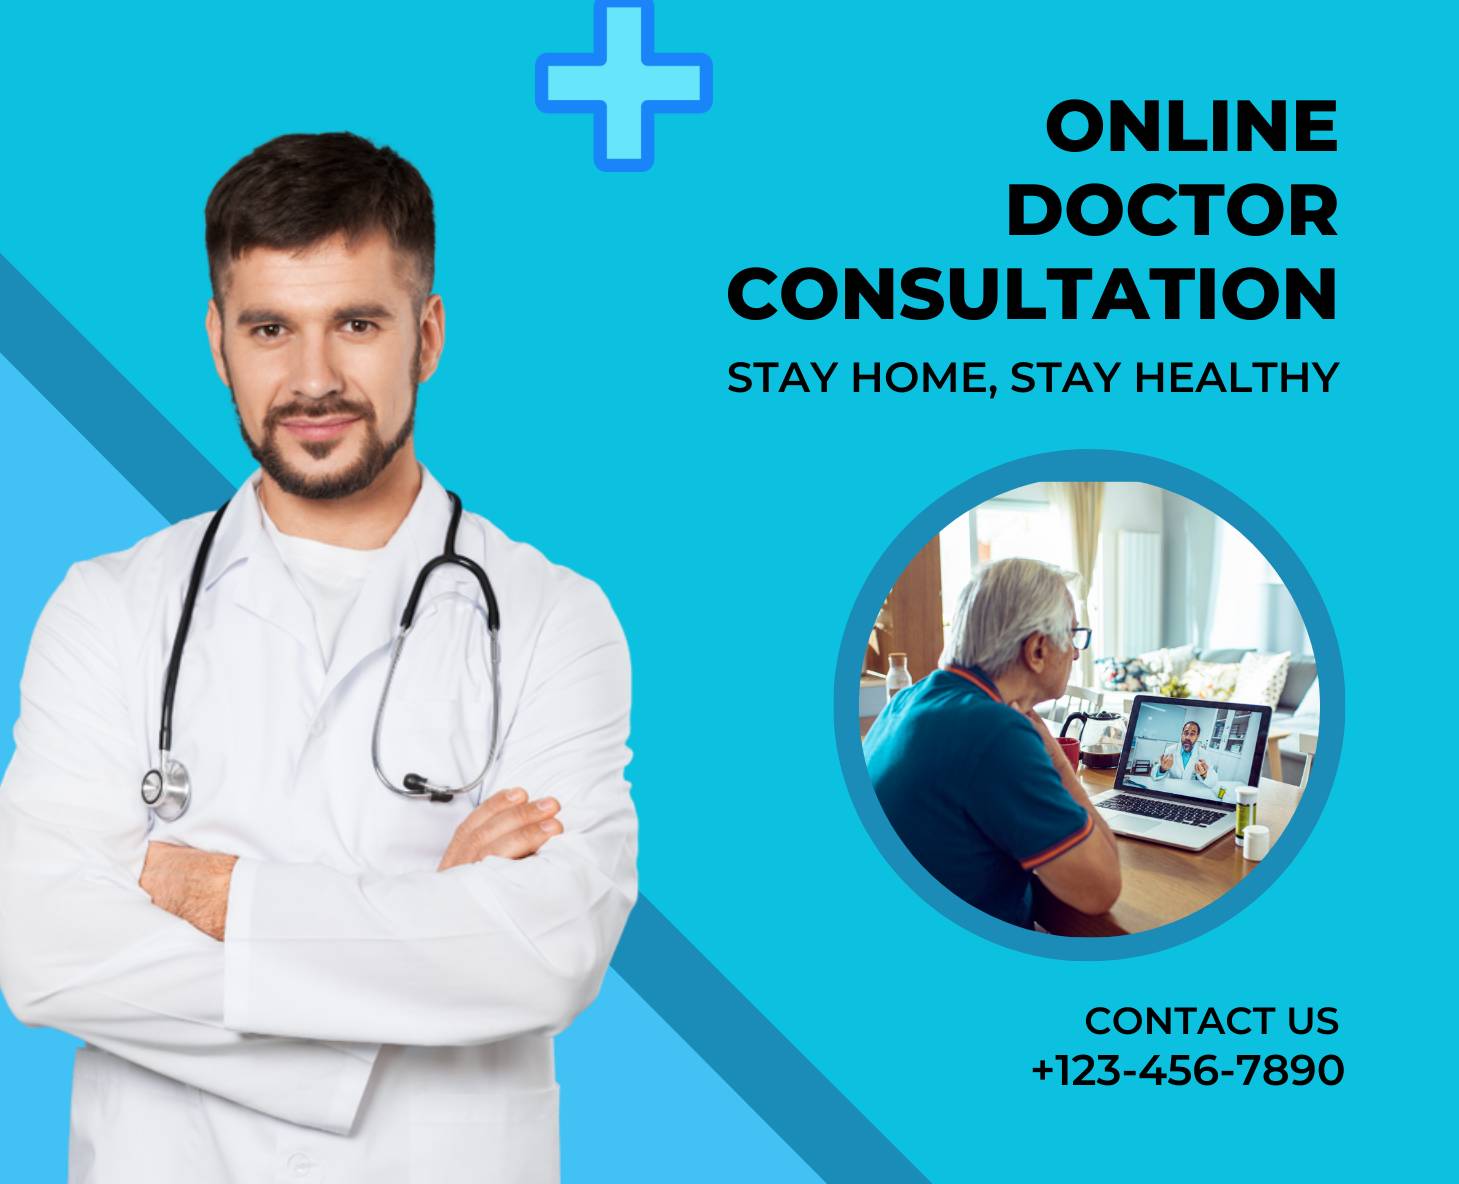 ONLINE
DOCTOR
CONSULTATION
STAY HOME, STAY HEALTHY
CONTACT US
+123-456-7890